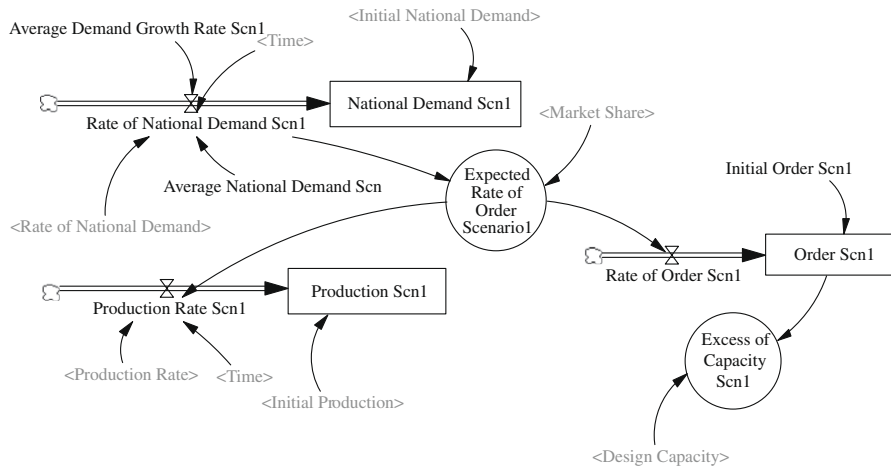 Average Demand Growth Rate Scn1
<Time>
<Initial National Demand>
National Demand Scn1
Rate of National Demand Scn1
<Market Share>
Average National Demand Scn
<Rate of National Demand>
Expected
Rate of
Order
Scenario1
Initial Order Scn1
Order Scn1
Rate of Order Scn1
Production Scn1
Production Rate Scn1
<Production Rate>
<Time>
<Initial Production>
Excess of
Capacity
Scn1
<Design Capacity>